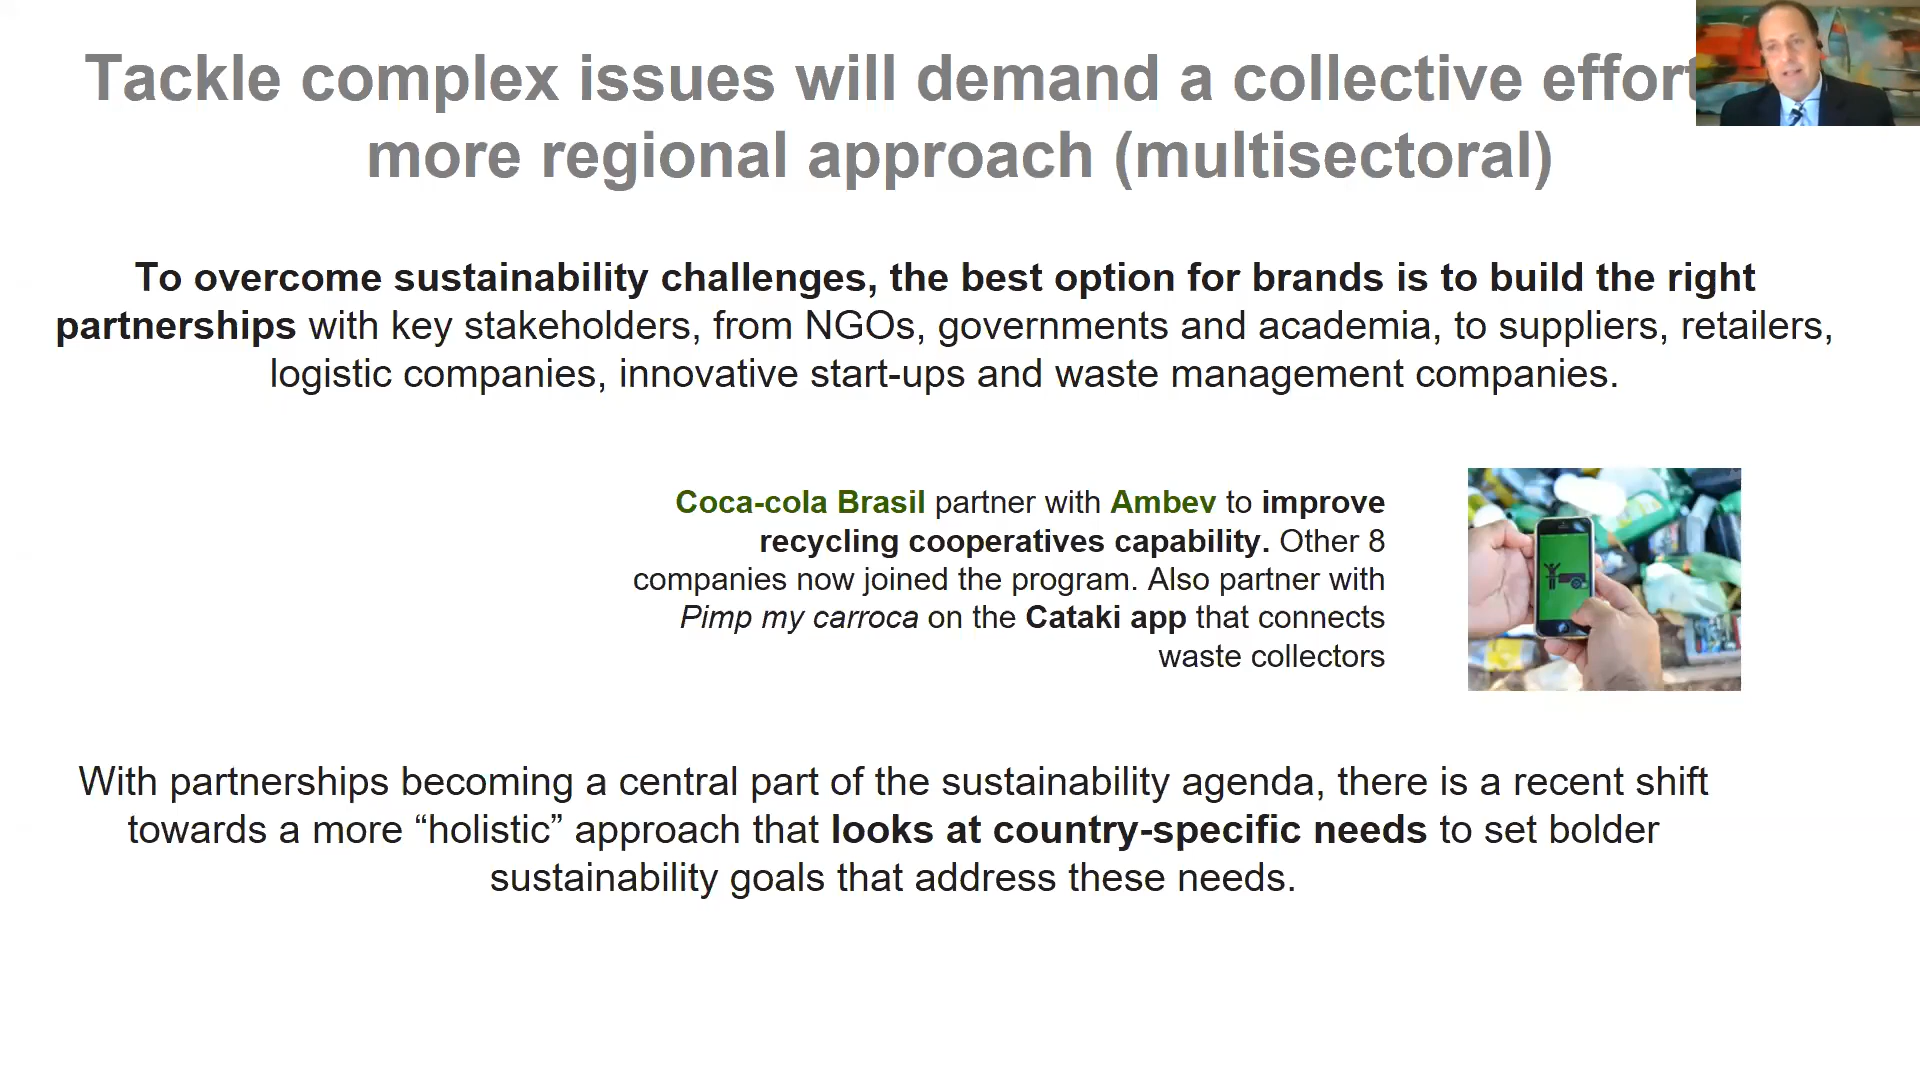 Tackle complex issues will demand a collective effort
more regional approach (multisectoral)
To overcome sustainability challenges, the best option for brands is to build the right
partnerships with key stakeholders, from NGOs, governments and academia, to suppliers, retailers,
logistic companies, innovative start-ups and waste management companies.
Coca-cola Brasil partner with Ambev to improve
recycling cooperatives capability. Other 8
companies now joined the program. Also partner with
Pimp my carroca on the Cataki app that connects
waste collectors
With partnerships becoming a central part of the sustainability agenda, there is a recent shift
towards a more “holistic” approach that looks at country-specific needs to set bolder
sustainability goals that address these needs.